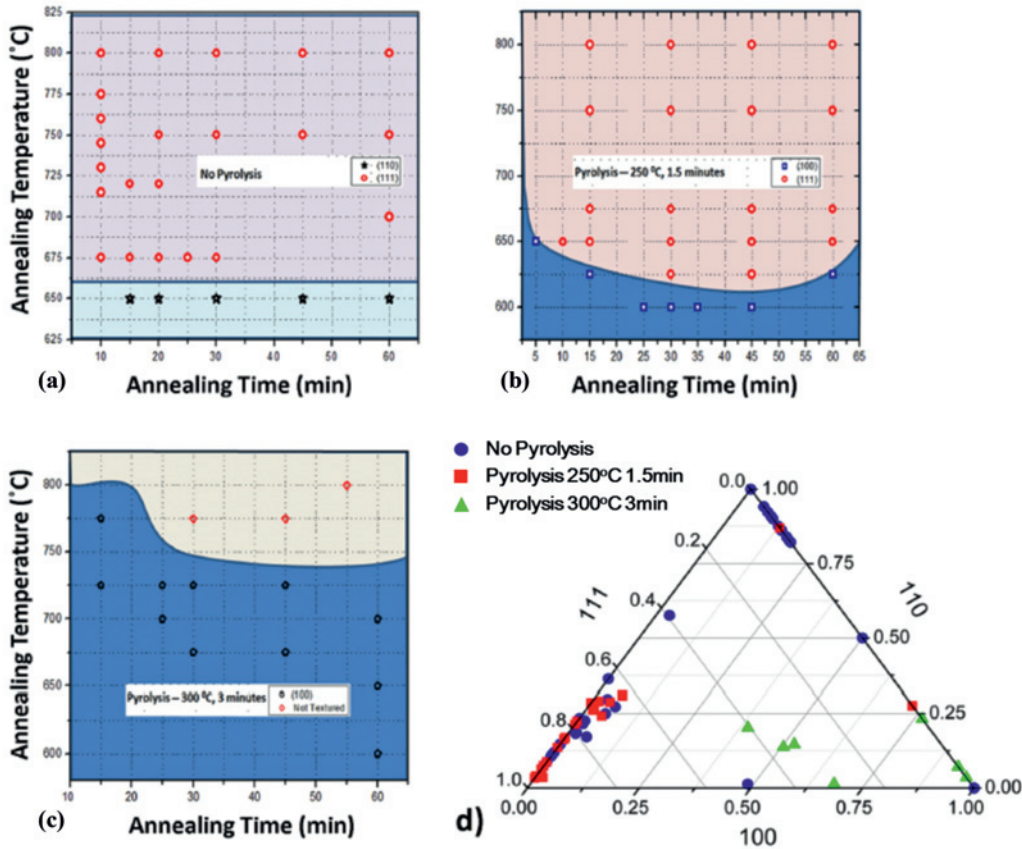 825
800
775
750
725
700
675
650
625
Annealing Temperature (˚C)
No Pyrolysis
(110)
(111)
10 20 30 40 50 60
(a)
Annealing Time (min)
800
750
700
650
600
Pyrolysis – 250 ⁰C, 1.5 minutes
(100)
(111)
5 10 15 20 25 30 35 40 45 50 55 60 65
(b)
Annealing Time (min)
800
750
700
650
600
Annealing Temperature (˚C)
Pyrolysis – 300 ⁰C, 3 minutes
(100)
Not Textured
10 20 30 40 50 60
(c)
Annealing Time (min)
No Pyrolysis
Pyrolysis 250ᵒC 1.5min
Pyrolysis 300ᵒC 3min
0.0 1.00
0.2 0.75
111 110
0.4 0.50
0.6
0.25
0.8
1.0 0.00
0.00 0.25 0.50 0.75 1.00
d)
100